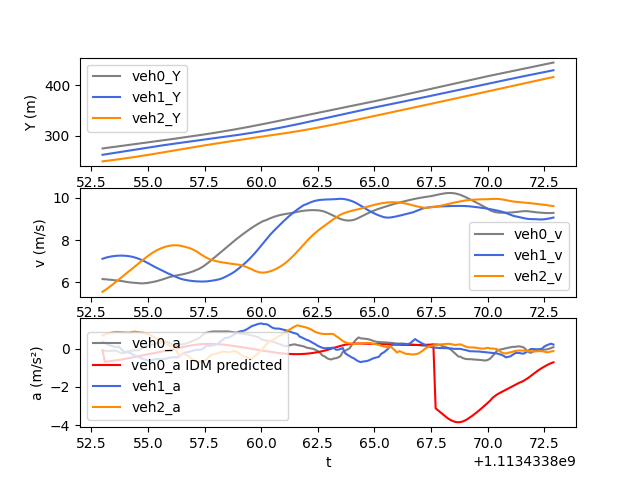 400
300
Y (m)
veh0_Y
veh1_Y
veh2_Y
52.5 55.0 57.5 60.0 62.5 65.0 67.5 70.0 72.5
10
8
6
v (m/s)
veh0_v
veh1_v
veh2_v
52.5 55.0 57.5 60.0 62.5 65.0 67.5 70.0 72.5
0
−2
−4
a (m/s²)
veh0_a
veh0_a IDM predicted
veh1_a
veh2_a
52.5 55.0 57.5 60.0 62.5 65.0 67.5 70.0 72.5
t
+1.1134338e9